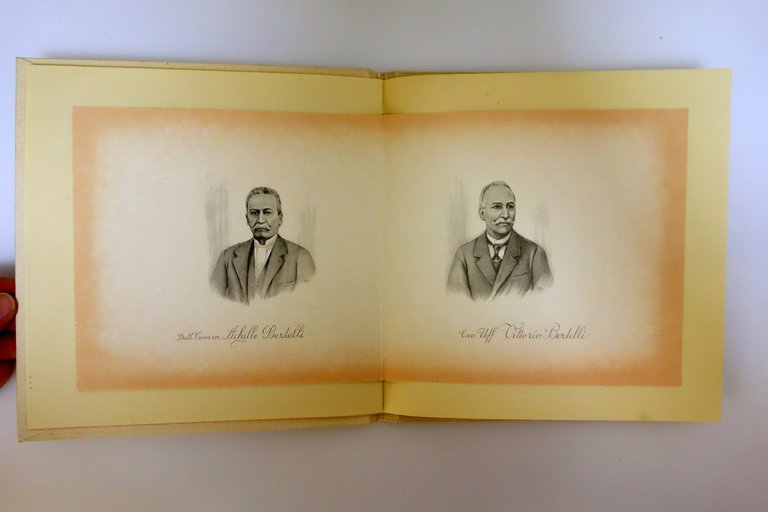 Dott. Comm. Achille Bertelli
Cav. Uff. Vittorio Bertelli